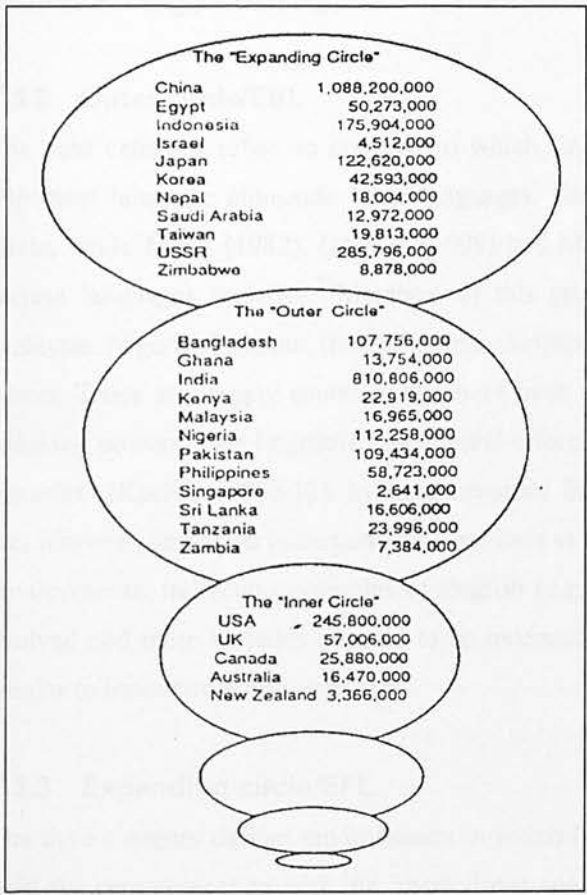 The "Expanding Circle"
China 1,088,200,000
Egypt 50,273,000
Indonesia 175,904,000
Israel 4,512,000
Japan 122,620,000
Korea 42,593,000
Nepal 18,004,000
Saudi Arabia 12,972,000
Taiwan 19,813,000
USSR 285,796,000
Zimbabwe 8,878,000
The "Outer Circle"
Bangladesh 107,756,000
Ghana 13,754,000
India 810,806,000
Kenya 22,919,000
Malaysia 16,965,000
Nigeria 112,258,000
Pakistan 109,434,000
Philippines 58,723,000
Singapore 2,641,000
Sri Lanka 16,606,000
Tanzania 23,996,000
Zambia 7,384,000
The "Inner Circle"
USA 245,800,000
UK 57,006,000
Canada 25,880,000
Australia 16,470,000
New Zealand 3,366,000